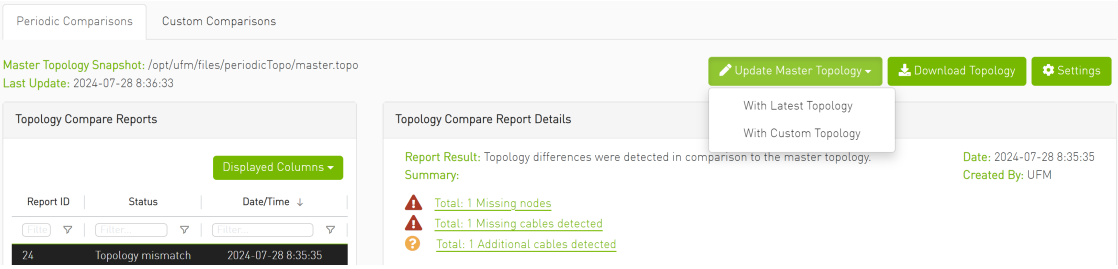 Periodic Comparisons Custom Comparisons
Master Topology Snapshot: /opt/ufm/files/periodicTopo/master.topo
Last Update: 2024-07-28 8:36:33
Update Master Topology Download Topology Settings
With Latest Topology
With Custom Topology
Topology Compare Reports
Displayed Columns
Report ID Status Date/Time ↓
Filte Filter... Filter...
24 Topology mismatch 2024-07-28 8:35:35
Topology Compare Report Details
Report Result: Topology differences were detected in comparison to the master topology.
Date: 2024-07-28 8:35:35
Summary:
Created By: UFM
Total: 1 Missing nodes
Total: 1 Missing cables detected
Total: 1 Additional cables detected